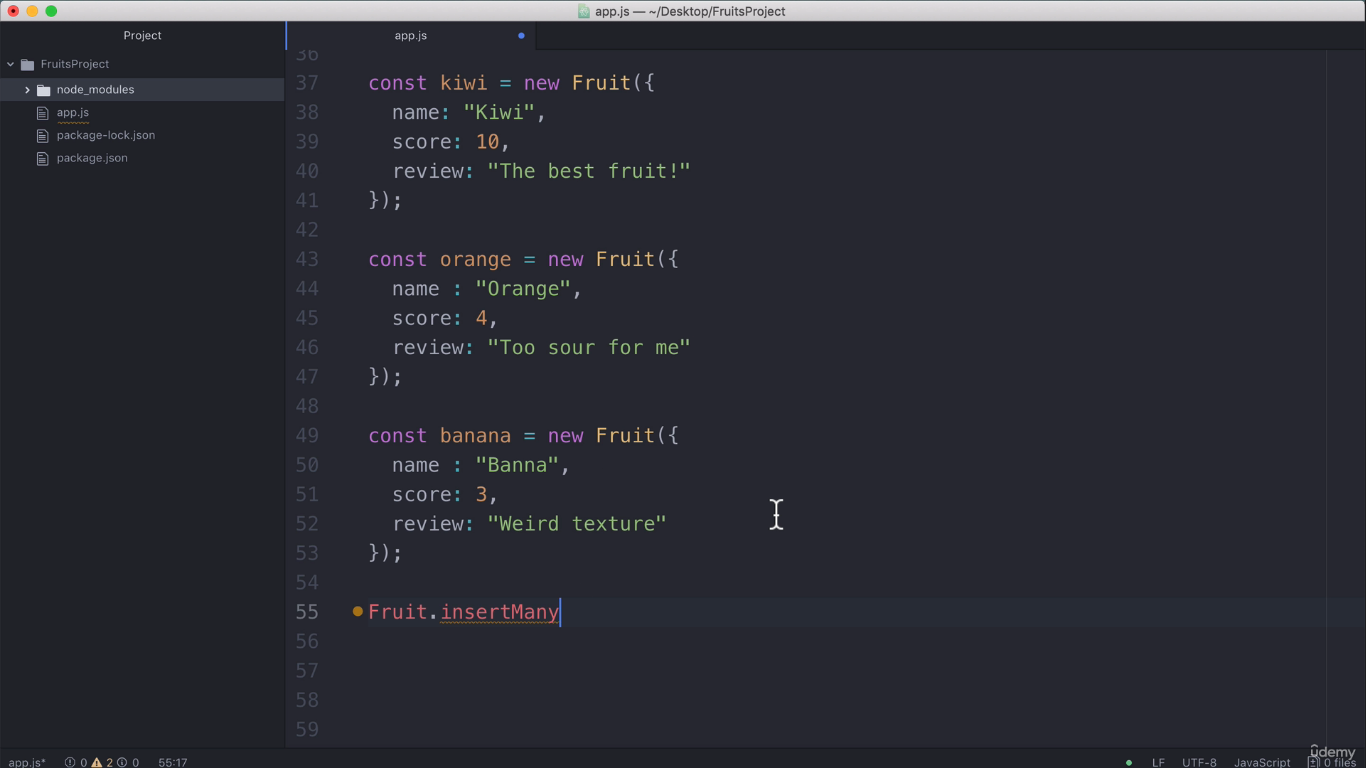 app.js — ~/Desktop/FruitsProject
Project
app.js
FruitsProject
node_modules
app.js
package-lock.json
package.json
36
37 const kiwi = new Fruit({
38 name: "Kiwi",
39 score: 10,
40 review: "The best fruit!"
41 });
42
43 const orange = new Fruit({
44 name : "Orange",
45 score: 4,
46 review: "Too sour for me"
47 });
48
49 const banana = new Fruit({
50 name : "Banna",
51 score: 3,
52 review: "Weird texture"
53 });
54
55 Fruit.insertMany
56
57
58
59
app.js* 0 2 0 55:17 LF UTF-8 JavaScript 0 files
ûdemy